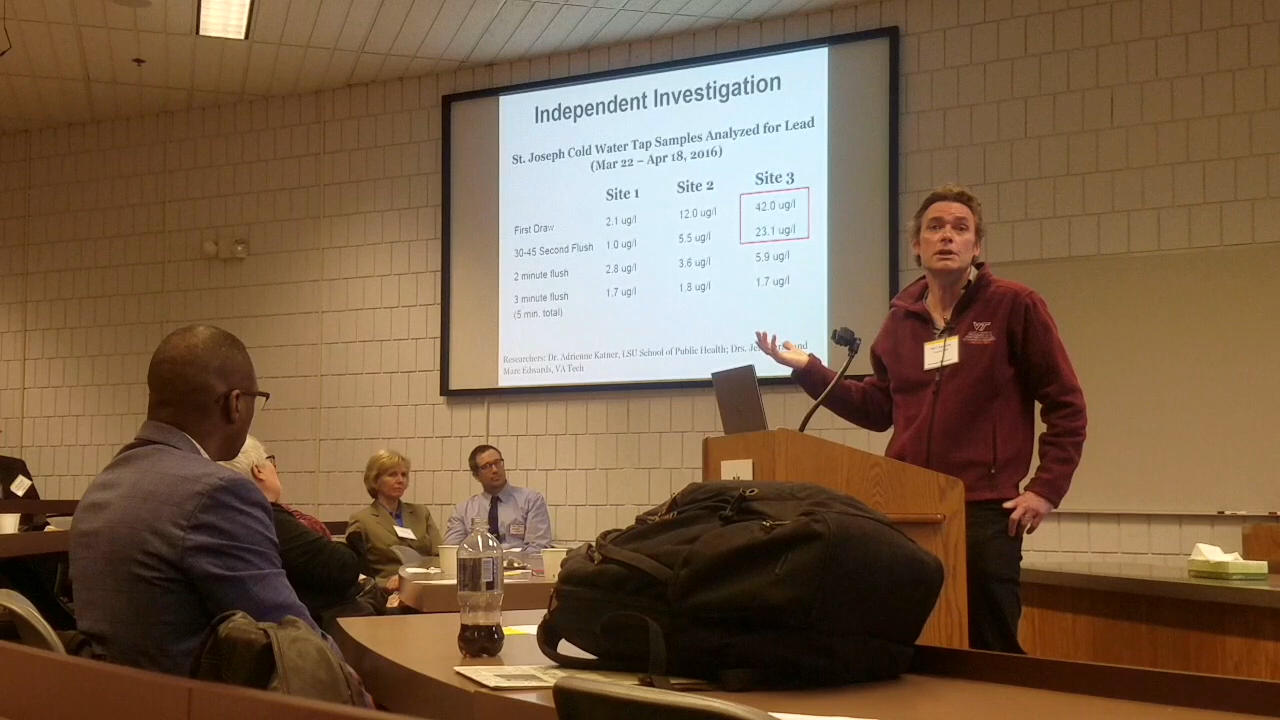 Independent Investigation
St. Joseph Cold Water Tap Samples Analyzed for Lead
(Mar 22 – Apr 18, 2016)
Site 1 Site 2 Site 3
First Draw 2.1 ug/l 12.0 ug/l 42.0 ug/l
30-45 Second Flush 1.0 ug/l 5.5 ug/l 23.1 ug/l
2 minute flush 2.8 ug/l 3.6 ug/l 5.9 ug/l
3 minute flush 1.7 ug/l 1.8 ug/l 1.7 ug/l
(5 min. total)
Researchers: Dr. Adrienne Katner, LSU School of Public Health; Drs. and
Marc Edwards, VA Tech
VT